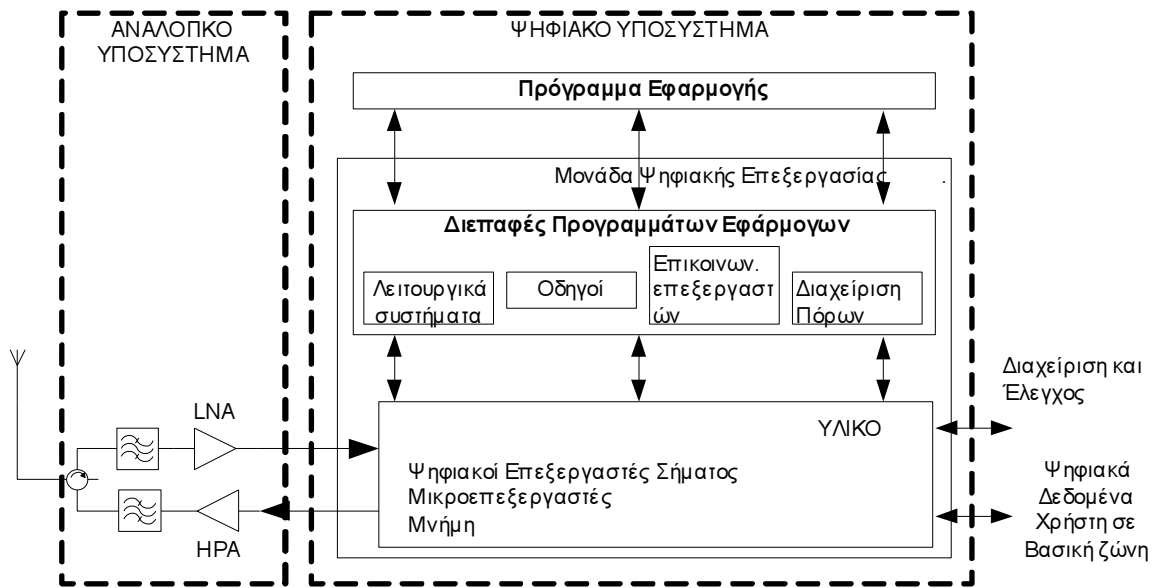 ΑΝΑΛΟΓΙΚΟ
ΥΠΟΣΥΣΤΗΜΑ
ΨΗΦΙΑΚΟ ΥΠΟΣΥΣΤΗΜΑ
Πρόγραμμα Εφαρμογής
Μονάδα Ψηφιακής Επεξεργασίας .
Διεπαφές Προγραμμάτων Εφάρμογων
Λειτουργικά
συστήματα
Οδηγοί
Επικοινων.
επεξεργαστ
ών
Διαχείριση
Πόρων
Διαχείριση και
Έλεγχος
LNA
ΥΛΙΚΟ
Ψηφιακοί Επεξεργαστές Σήματος
Μικροεπεξεργαστές
Μνήμη
HPA
Ψηφιακά
Δεδομένα
Χρήστη σε
Βασική ζώνη